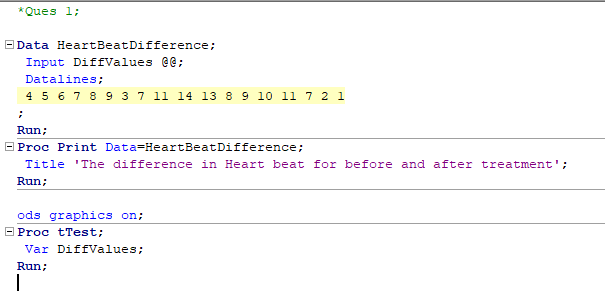 *Ques 1;
Data HeartBeatDifference;
Input DiffValues @@;
Datalines;
4 5 6 7 8 9 3 7 11 14 13 8 9 10 11 7 2 1
;
Run;
Proc Print Data=HeartBeatDifference;
Title 'The difference in Heart beat for before and after treatment';
Run;
ods graphics on;
Proc tTest;
Var DiffValues;
Run;